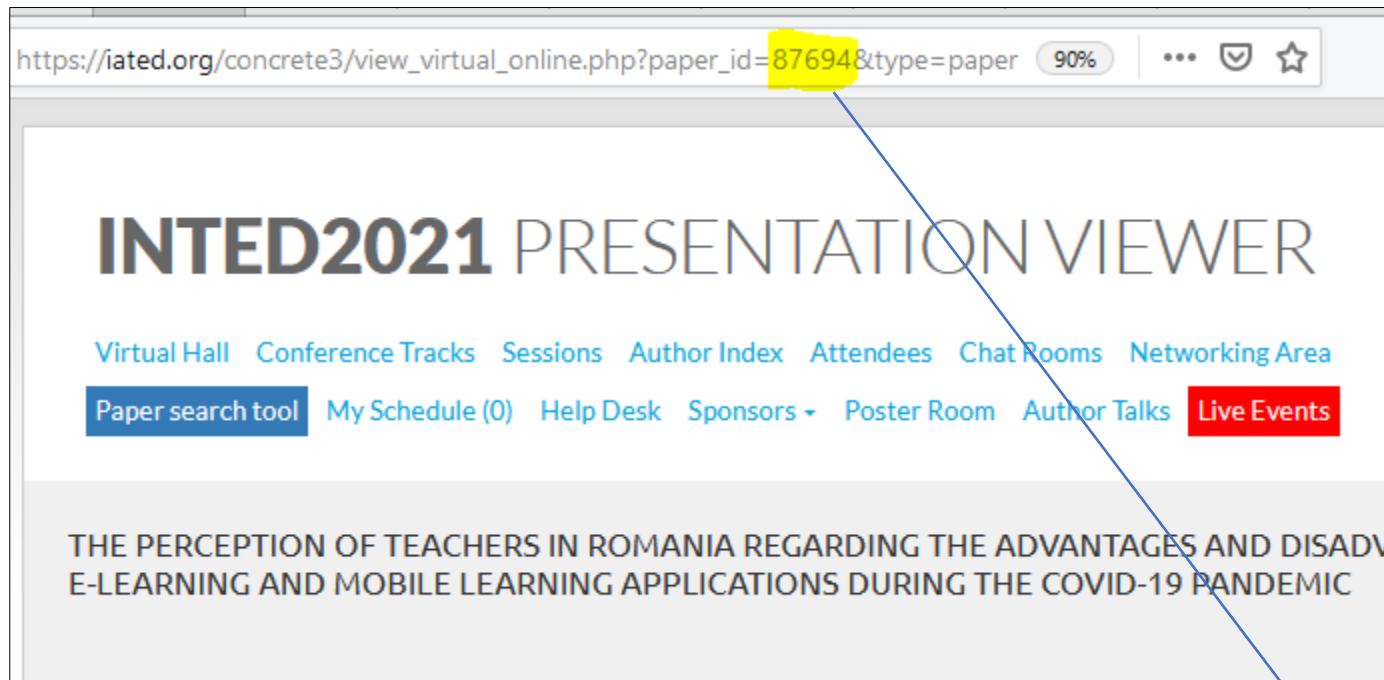 https://iated.org/concrete3/view_virtual_online.php?paper_id=87694&type=paper 90%
INTED2021 PRESENTATION VIEWER
Virtual Hall Conference Tracks Sessions Author Index Attendees Chat Rooms Networking Area
Paper search tool My Schedule (0) Help Desk Sponsors Poster Room Author Talks Live Events
THE PERCEPTION OF TEACHERS IN ROMANIA REGARDING THE ADVANTAGES AND DISADV
E-LEARNING AND MOBILE LEARNING APPLICATIONS DURING THE COVID-19 PANDEMIC